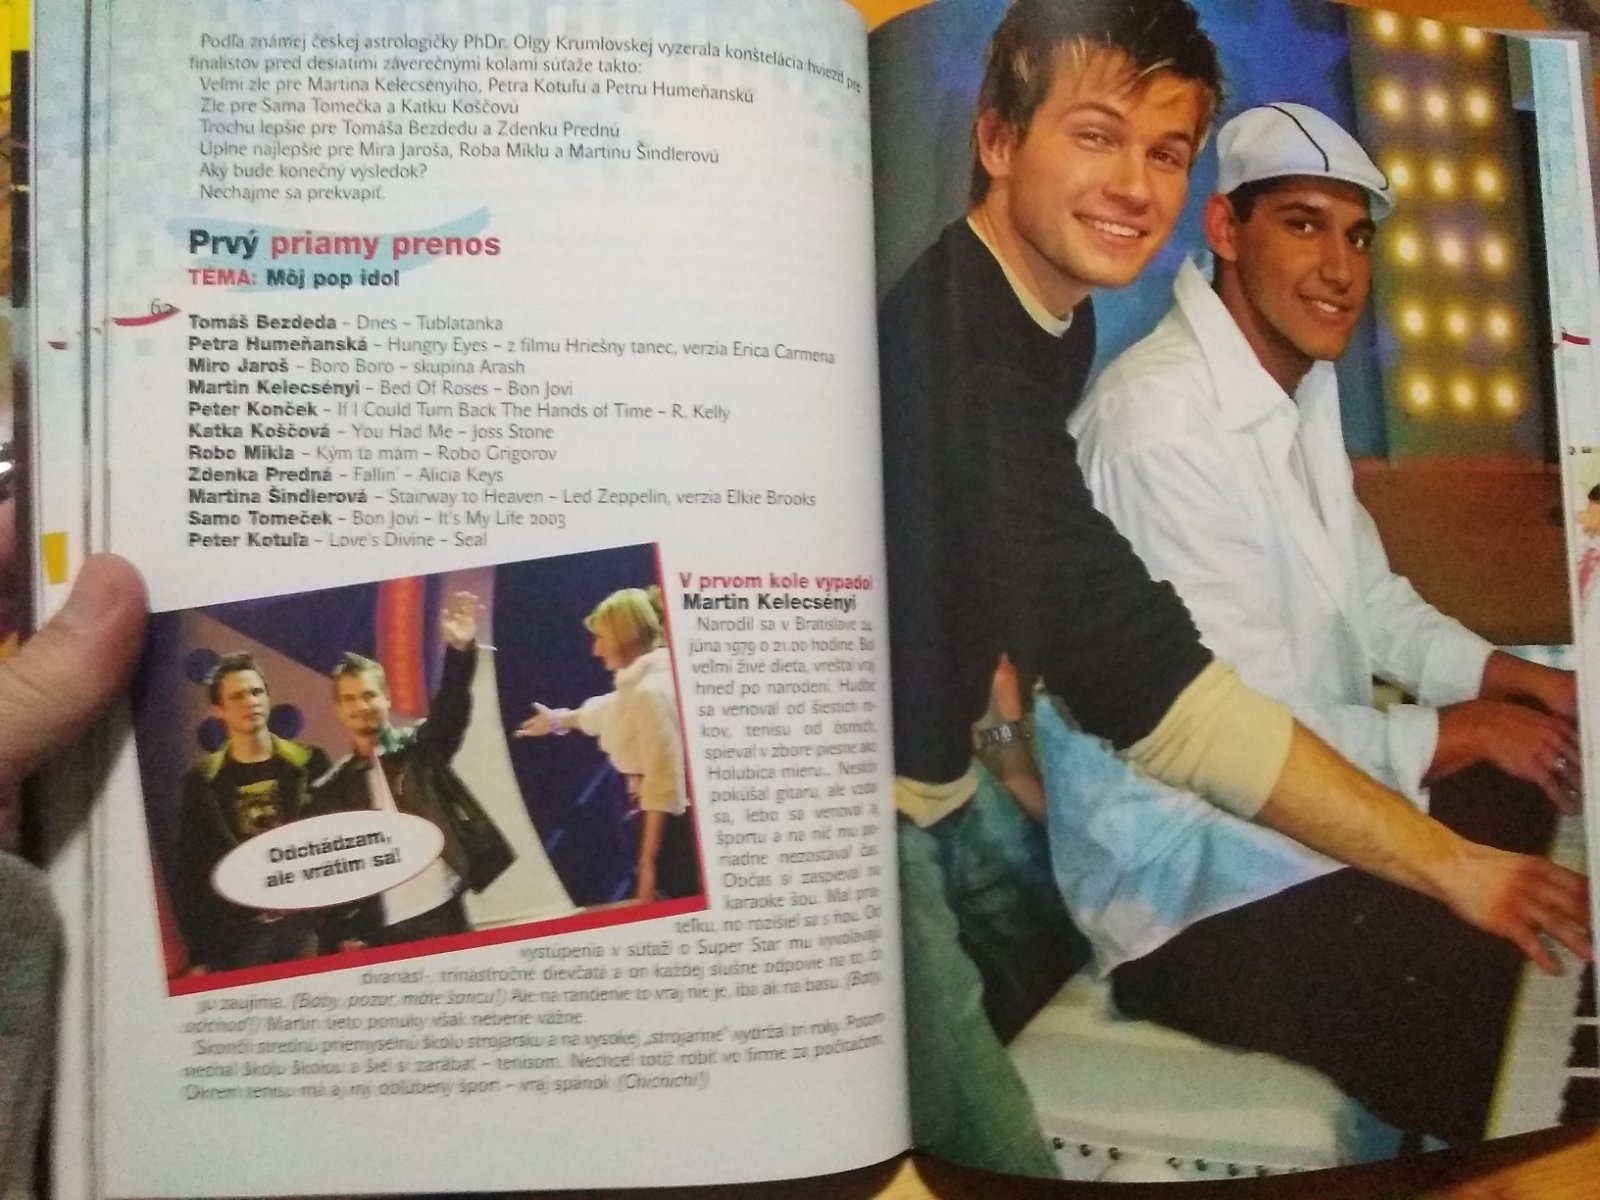 Podľa známej českej astrologičky PhDr. Olgy Krumlovskej vyzerala konštelácia hviezd pre
finalistov pred desiatimi záverečnými kolami súťaže takto:
Veľmi zle pre Martina Kelecsényiho, Petra Kotuľu a Petru Humeňanskú
Zle pre Sama Tomečka a Katku Koščovú
Trochu lepšie pre Tomáša Bezdedu a Zdenku Prednú
Úplne najlepšie pre Mira Jaroša, Roba Miklu a Martinu Šindlerovú
Aký bude konečný výsledok?
Nechajme sa prekvapiť.
Prvý priamy prenos
TÉMA: Môj pop idol
62
Tomáš Bezdeda – Dnes – Tublatanka
Petra Humeňanská – Hungry Eyes – z filmu Hriešny tanec, verzia Erica Carmena
Miro Jaroš – Boro Boro – skupina Arash
Martin Kelecsényi – Bed Of Roses – Bon Jovi
Peter Konček – If I Could Turn Back The Hands of Time – R. Kelly
Katka Koščová – You Had Me – Joss Stone
Robo Mikla – Kým ťa mám – Robo Grigorov
Zdenka Predná – Fallin' – Alicia Keys
Martina Šindlerová – Stairway to Heaven – Led Zeppelin, verzia Elkie Brooks
Samo Tomeček – Bon Jovi – It's My Life 2003
Peter Kotuľa – Love's Divine – Seal
Odchádzam,
ale vrátim sa!
V prvom kole vypadol
Martin Kelecsényi
Narodil sa v Bratislave 24.
júna 1979 o 21.00 hodine. Bol
veľmi živé dieťa, vreštal vraj
hneď po narodení. Hudbe
sa venoval od šiestich ro-
kov, tenisu od ôsmich,
spieval v zbore piesne ako
Holubica mieru... Neskôr
pokúšal gitaru, ale vzdal
sa, lebo sa venoval aj
športu a na nič mu po-
riadne nezostával čas.
Občas si zaspieval na
karaoke šou. Mal pria-
teľku, no rozišiel sa s ňou. Od
vystúpenia v súťaži o Super Star mu vyvolávajú
dvanásť-, trinásťročné dievčatá a on každej slušne odpovie na to, čo
ju zaujíma. (Baby, pozor, máte šancu!) Ale na randenie to vraj nie je, iba ak na basu. (Baby,
odchod!) Martin tieto ponuky však neberie vážne.
Skončil strednú priemyselnú školu strojársku a na vysokej „strojarine" vydržal tri roky. Potom
nechal školu školou a šiel si zarábať – tenisom. Nechcel totiž robiť vo firme za počítačom.
Okrem tenisu má aj iný obľúbený šport – vraj spánok. (Chichichi!)